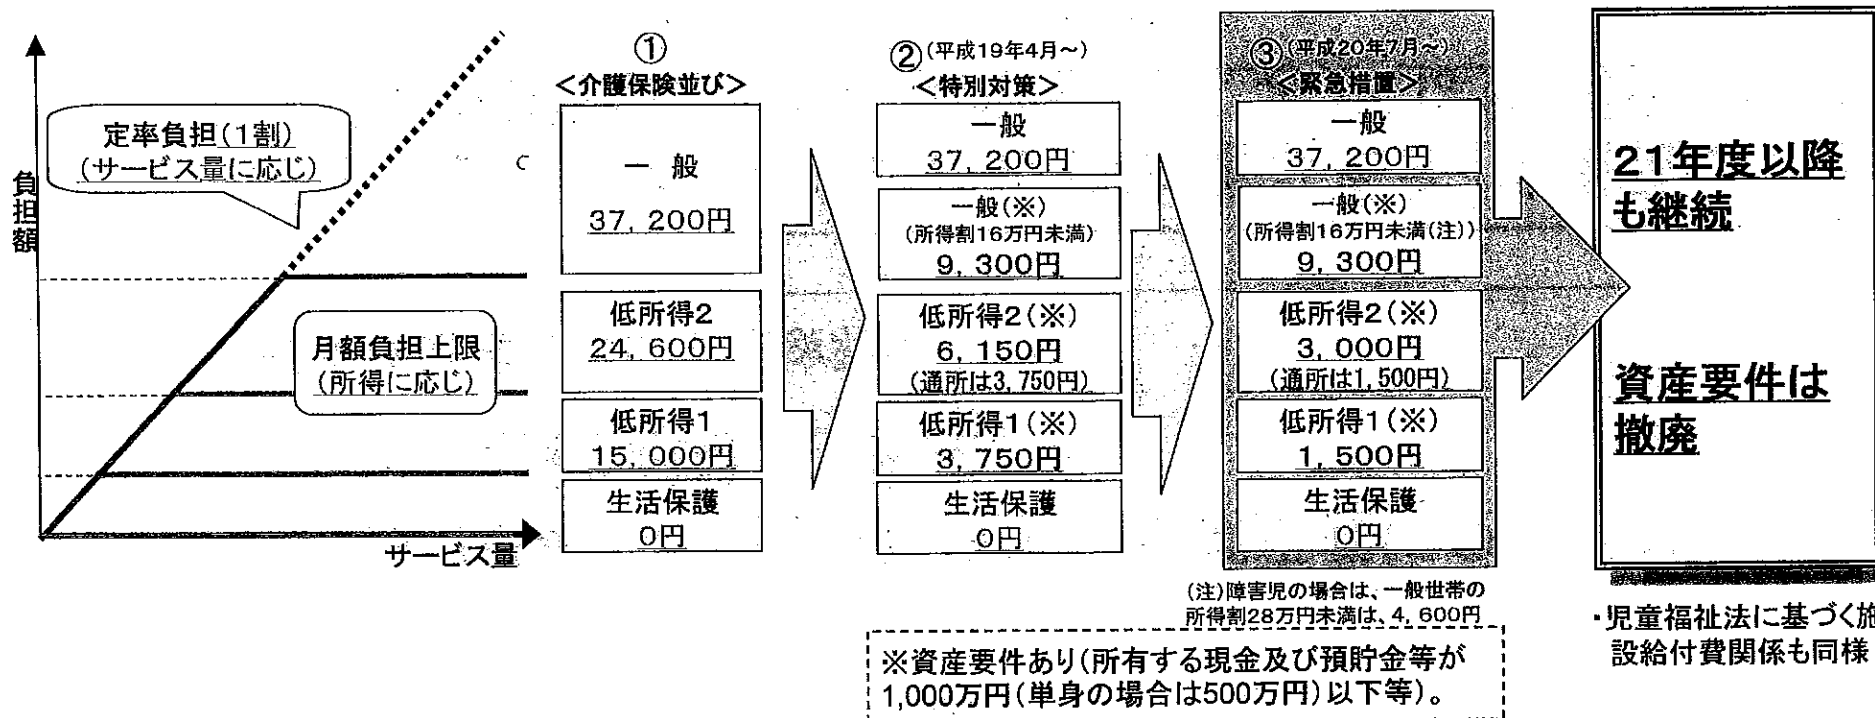 負担額
定率負担(1割)
(サービス量に応じ)
月額負担上限
(所得に応じ)
サービス量
①
<介護保険並び>
一 般
37, 200円
低所得2
24, 600円
低所得1
15, 000円
生活保護
0円
②(平成19年4月~)
<特別対策>
一般
37, 200円
一般(※)
(所得割16万円未満)
9, 300円
低所得2(※)
6, 150円
(通所は3, 750円)
低所得1(※)
3, 750円
生活保護
0円
③(平成20年7月~)
<緊急措置>
一般
37, 200円
一般(※)
(所得割16万円未満(注))
9, 300円
低所得2(※)
3, 000円
(通所は1, 500円)
低所得1(※)
1, 500円
生活保護
0円
(注)障害児の場合は、一般世帯の
所得割28万円未満は、4, 600円
※資産要件あり(所有する現金及び預貯金等が
1,000万円(単身の場合は500万円)以下等)。
21年度以降
も継続
資産要件は
撤廃
・児童福祉法に基づく施
設給付費関係も同様